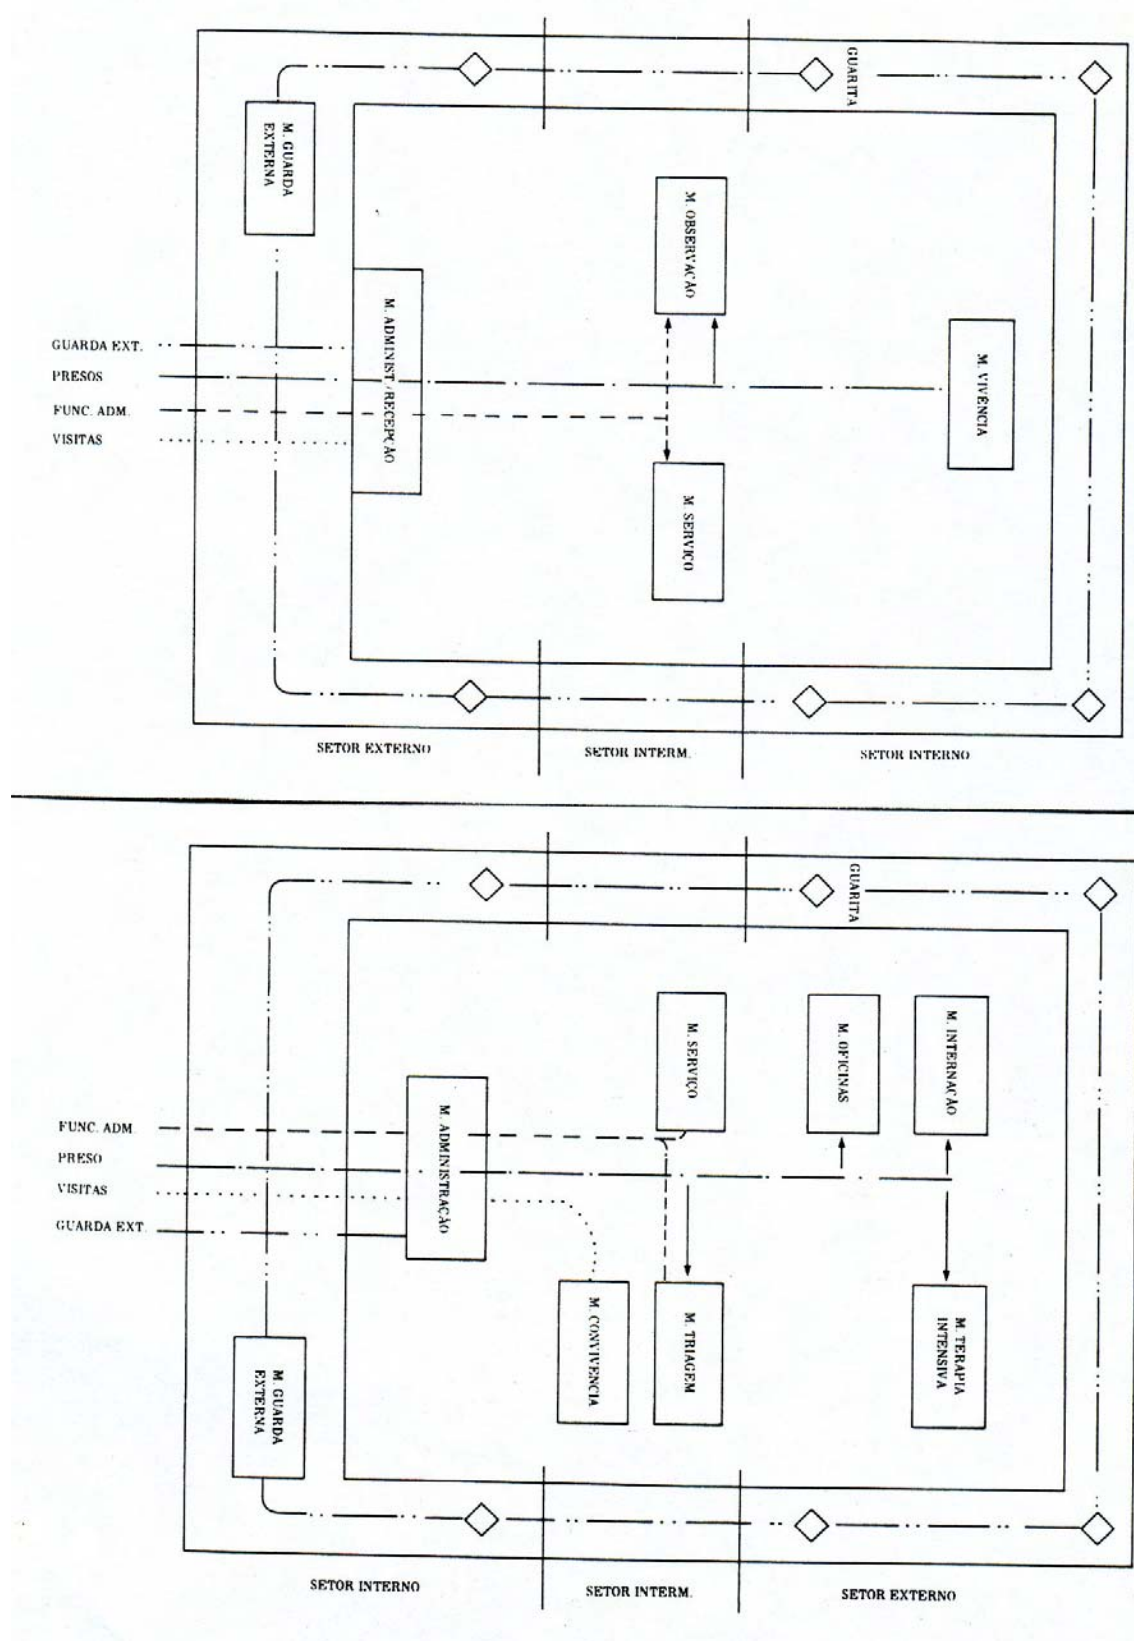 GUARITA
M. GUARDA
EXTERNA
M. OBSERVAÇÃO
M. ADMINIST./RECEPÇÃO
M. VIVÊNCIA
GUARDA EXT.
PRESOS
FUNC. ADM.
VISITAS
M. SERVIÇO
SETOR EXTERNO
SETOR INTERM.
SETOR INTERNO
GUARITA
M. SERVIÇO
M. OFICINAS
M. INTERNAÇÃO
M. ADMINISTRAÇÃO
FUNC. ADM.
PRESO
VISITAS
GUARDA EXT.
M. CONVIVENCIA
M. TRIAGEM
M. TERAPIA
INTENSIVA
M. GUARDA
EXTERNA
SETOR INTERNO
SETOR INTERM.
SETOR EXTERNO